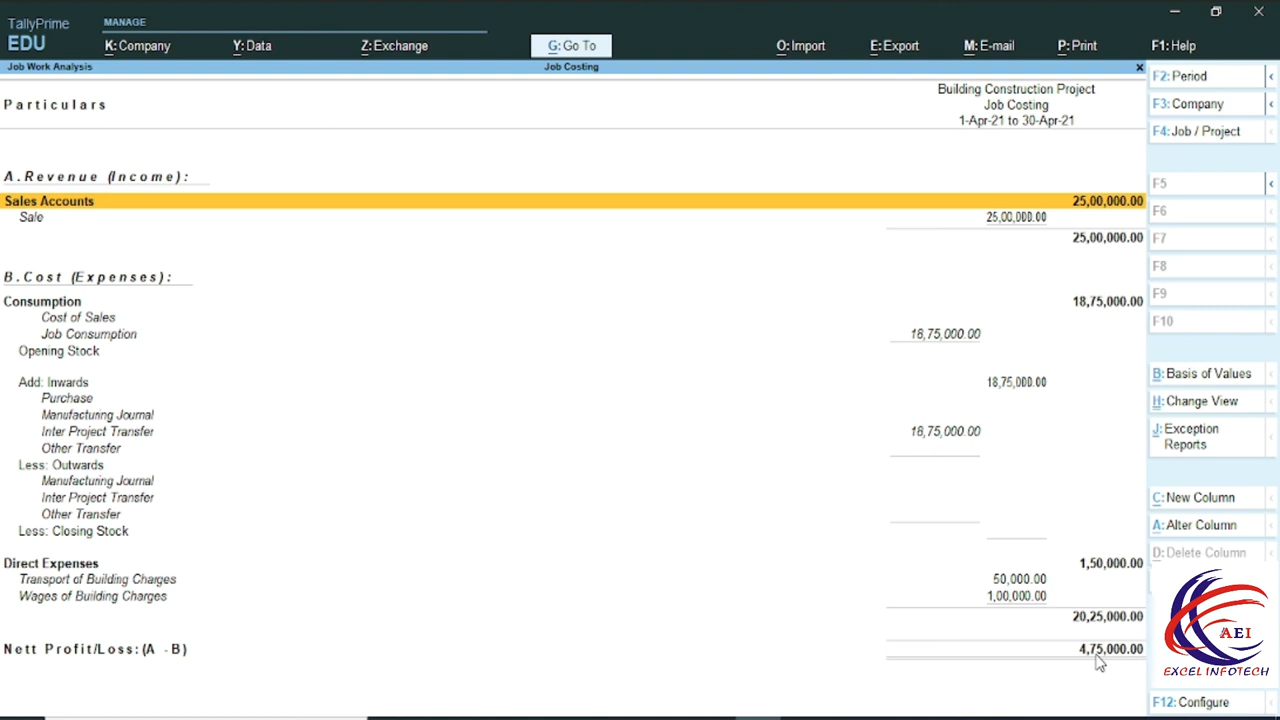 TallyPrime
EDU
MANAGE
K: Company Y: Data Z: Exchange G: Go To O: Import E: Export M: E-mail P: Print F1: Help
Job Work Analysis Job Costing x
Particulars
Building Construction Project
Job Costing
1-Apr-21 to 30-Apr-21
A.Revenue (Income):
Sales Accounts 25,00,000.00
Sale 25,00,000.00
25,00,000.00
B.Cost (Expenses):
Consumption 18,75,000.00
Cost of Sales
Job Consumption 18,75,000.00
Opening Stock
Add: Inwards 18,75,000.00
Purchase
Manufacturing Journal
Inter Project Transfer 18,75,000.00
Other Transfer
Less: Outwards
Manufacturing Journal
Inter Project Transfer
Other Transfer
Less: Closing Stock
Direct Expenses 1,50,000.00
Transport of Building Charges 50,000.00
Wages of Building Charges 1,00,000.00
20,25,000.00
Nett Profit/Loss:(A -B) 4,75,000.00
F2: Period
F3: Company
F4: Job / Project
F5
F6
F7
F8
F9
F10
B: Basis of Values
H: Change View
J: Exception
Reports
C: New Column
A: Alter Column
D: Delete Column
AEI
EXCEL INFOTECH
F12: Configure